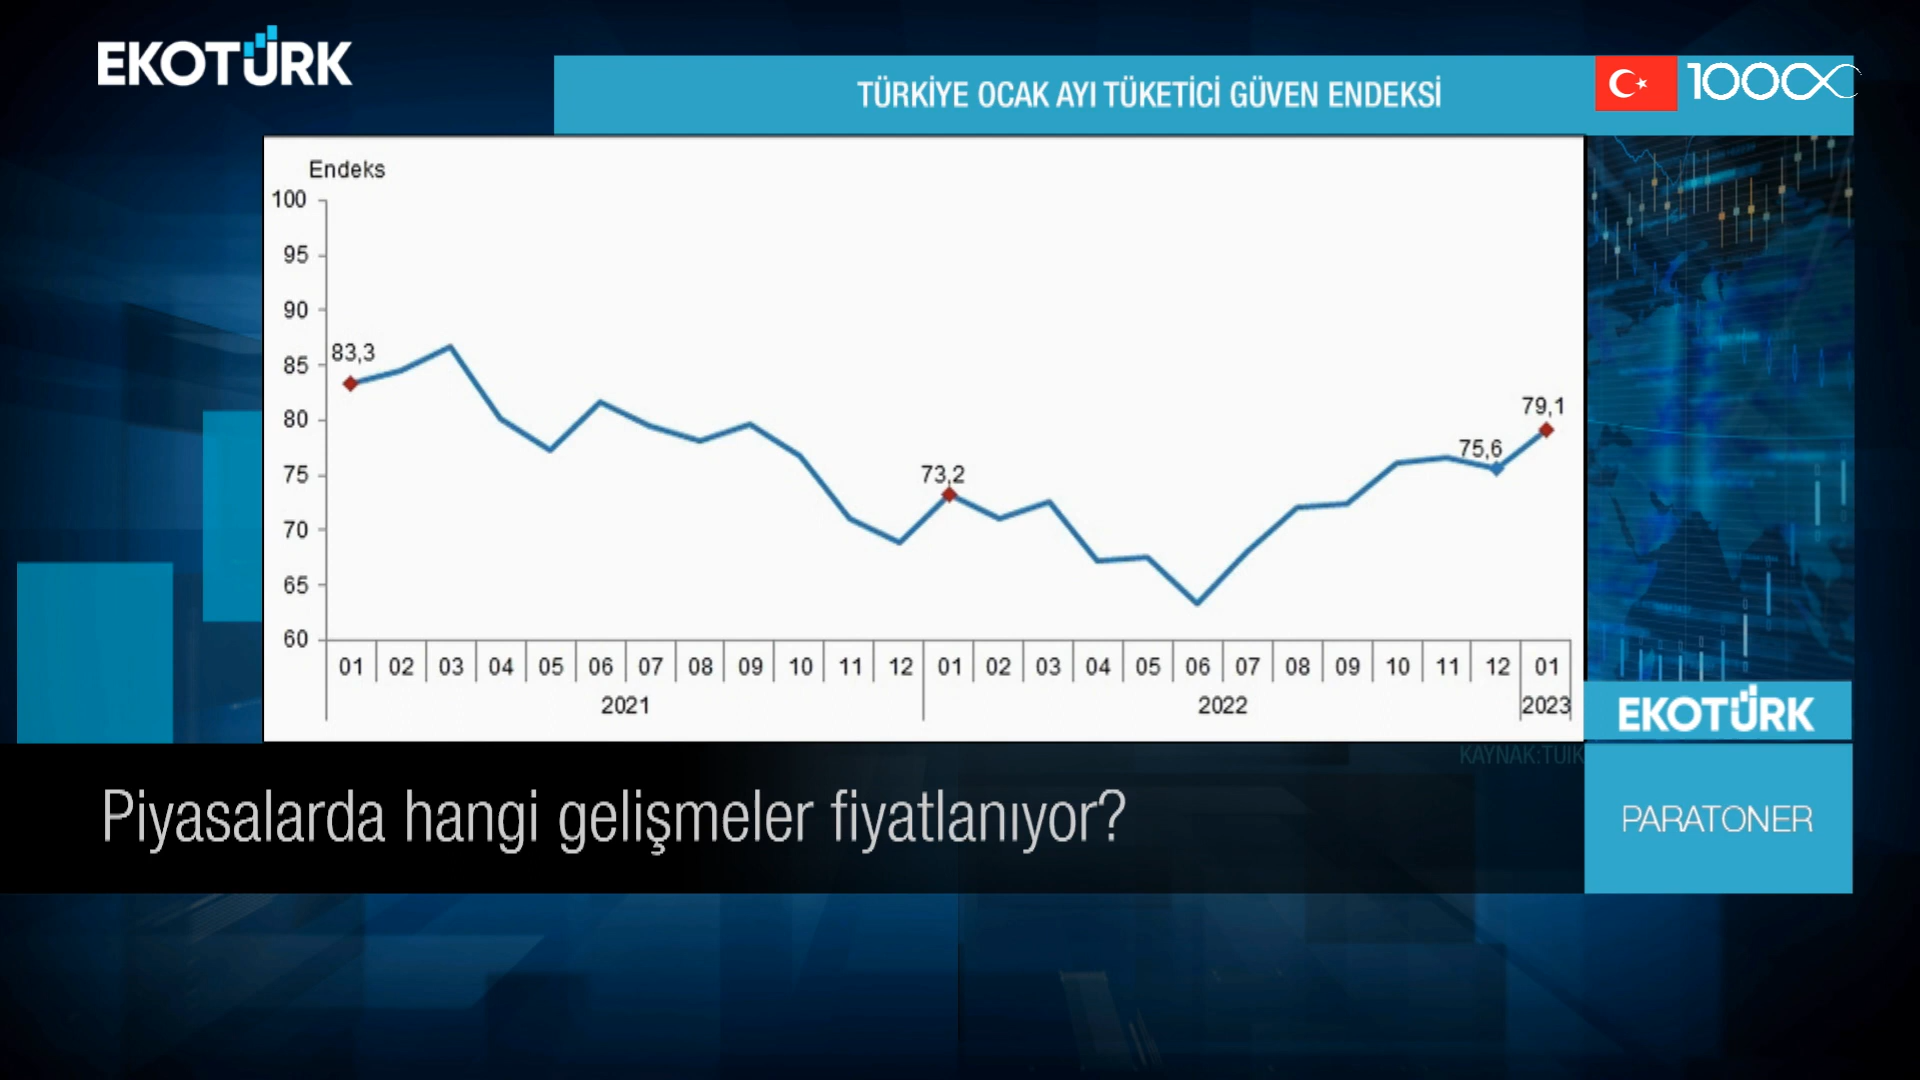 EKOTÜRK
TÜRKİYE OCAK AYI TÜKETİCİ GÜVEN ENDEKSİ
100
Endeks
100
95
90
85
80
75
70
65
60
83,3
73,2
75,6
79,1
01 02 03 04 05 06 07 08 09 10 11 12 01 02 03 04 05 06 07 08 09 10 11 12 01
2021 2022 2023
EKOTÜRK
KAYNAK:TUIK
Piyasalarda hangi gelişmeler fiyatlanıyor?
PARATONER